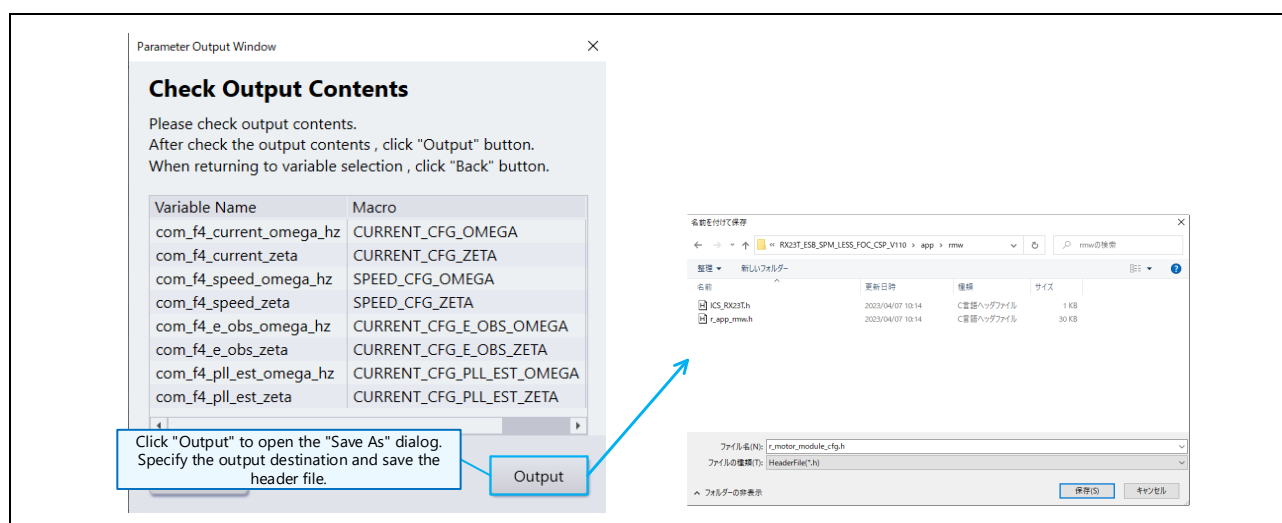 Parameter Output Window
Check Output Contents
Please check output contents.
After check the output contents , click "Output" button.
When returning to variable selection , click "Back" button.
Variable Name Macro
com_f4_current_omega_hz CURRENT_CFG_OMEGA
com_f4_current_zeta CURRENT_CFG_ZETA
com_f4_speed_omega_hz SPEED_CFG_OMEGA
com_f4_speed_zeta SPEED_CFG_ZETA
com_f4_e_obs_omega_hz CURRENT_CFG_E_OBS_OMEGA
com_f4_e_obs_zeta CURRENT_CFG_E_OBS_ZETA
com_f4_pll_est_omega_hz CURRENT_CFG_PLL_EST_OMEGA
com_f4_pll_est_zeta CURRENT_CFG_PLL_EST_ZETA
Click "Output" to open the "Save As" dialog.
Specify the output destination and save the
header file.
Output
名前を付けて保存
« RX23T_ESB_SPM_LESS_FOC_CSP_V110 › app › rmw
rmwの検索
整理 新しいフォルダー
名前 更新日時 種類 サイズ
ICS_RX23T.h 2023/04/07 10:14 C言語ヘッダファイル 1 KB
r_app_rmw.h 2023/04/07 10:14 C言語ヘッダファイル 30 KB
ファイル名(N): r_motor_module_cfg.h
ファイルの種類(T): HeaderFile(*.h)
フォルダーの非表示
保存(S) キャンセル